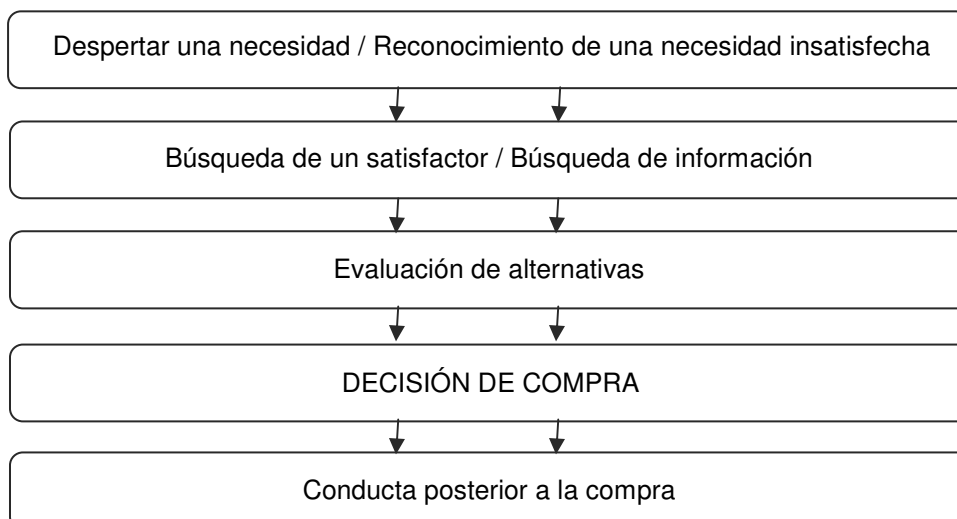 Despertar una necesidad / Reconocimiento de una necesidad insatisfecha
Búsqueda de un satisfactor / Búsqueda de información
Evaluación de alternativas
DECISIÓN DE COMPRA
Conducta posterior a la compra